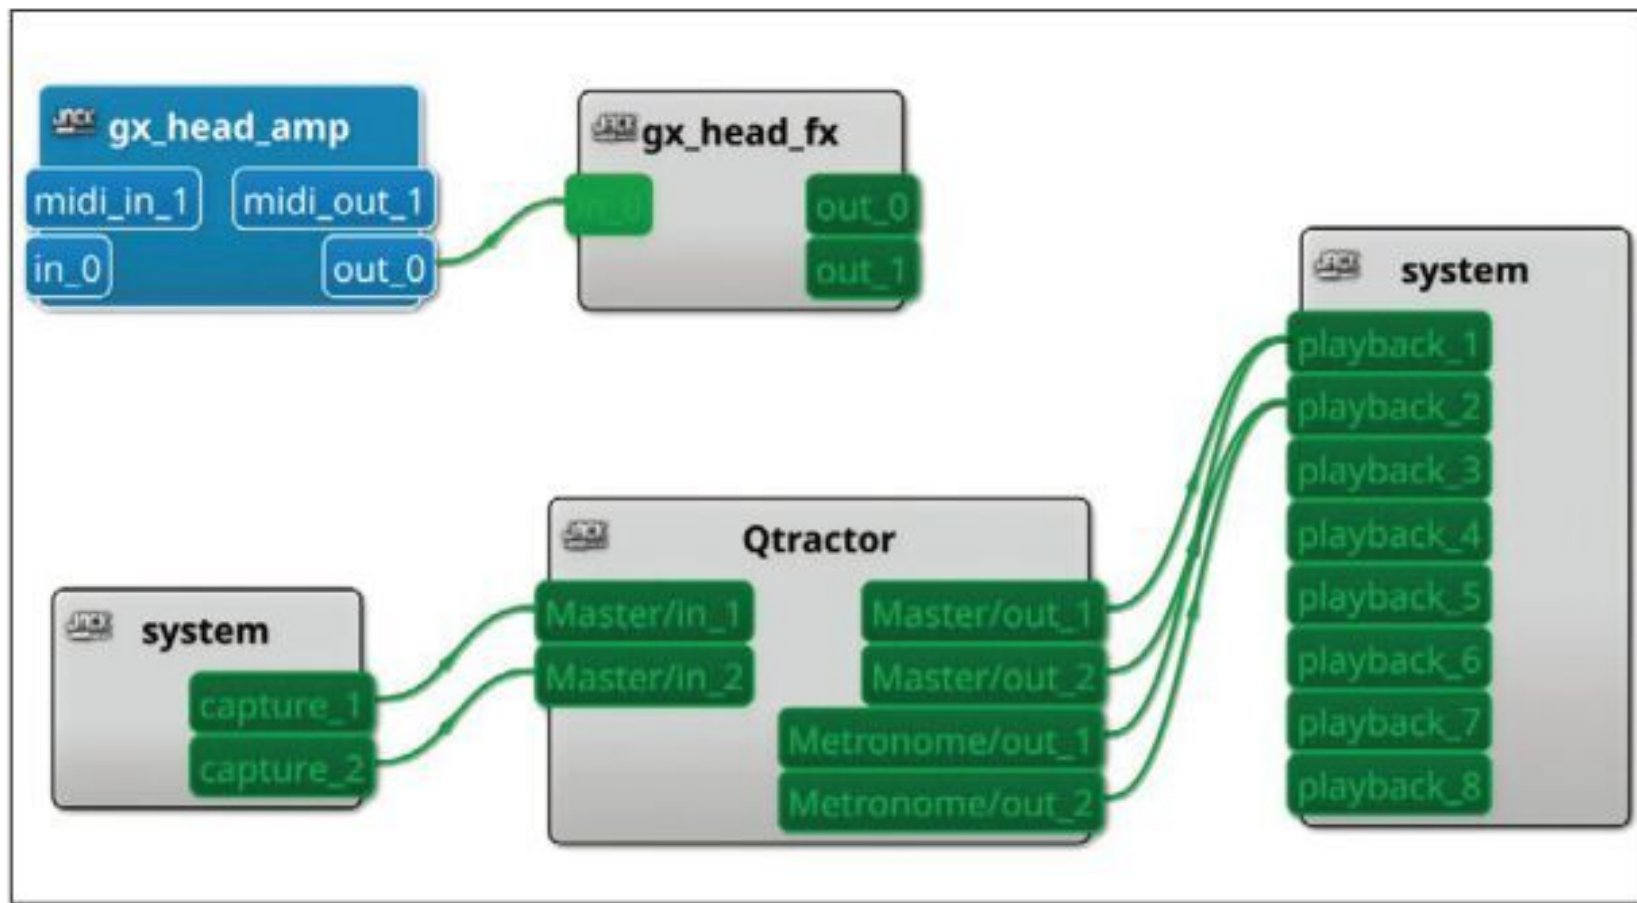 gx_head_amp
midi_in_1 midi_out_1
in_0 out_0
gx_head_fx
in_0 out_0
out_1
system
playback_1
playback_2
playback_3
playback_4
playback_5
playback_6
playback_7
playback_8
Qtractor
Master/in_1 Master/out_1
Master/in_2 Master/out_2
Metronome/out_1
Metronome/out_2
system
capture_1
capture_2